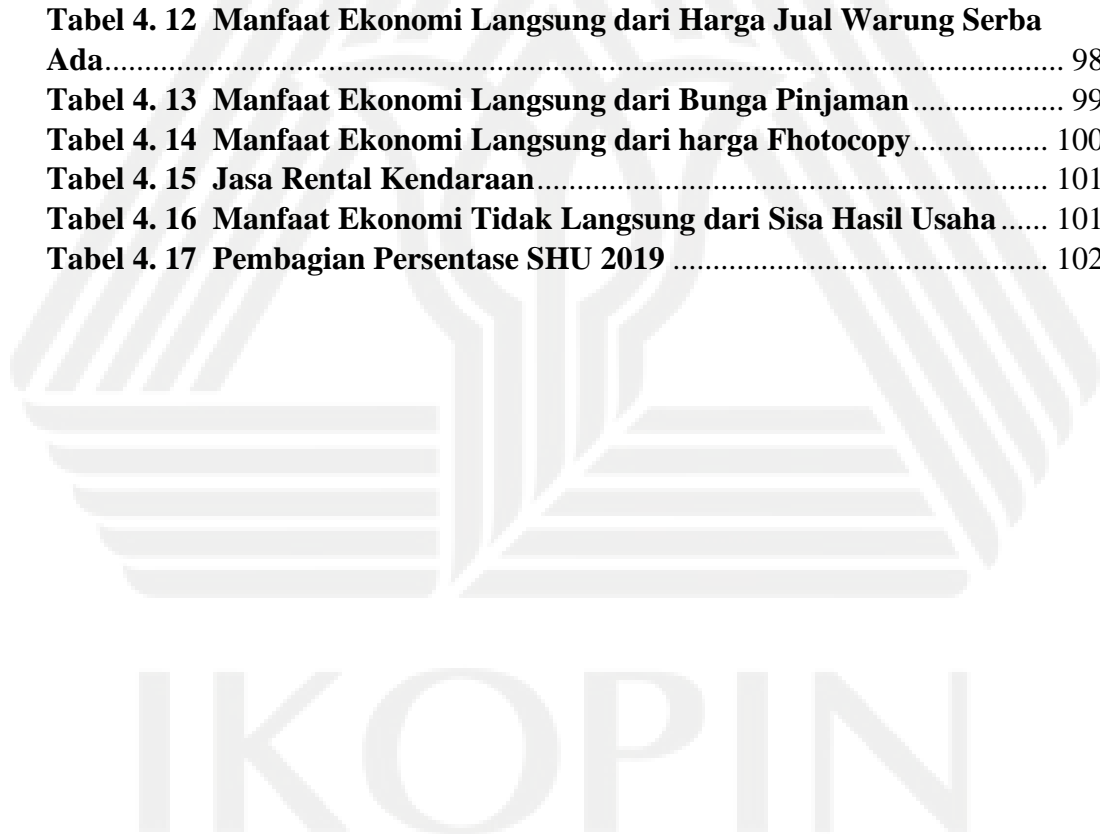 Tabel 4. 12 Manfaat Ekonomi Langsung dari Harga Jual Warung Serba
Ada........................................................................................................................ 98
Tabel 4. 13 Manfaat Ekonomi Langsung dari Bunga Pinjaman................... 99
Tabel 4. 14 Manfaat Ekonomi Langsung dari harga Fhotocopy................. 100
Tabel 4. 15 Jasa Rental Kendaraan................................................................ 101
Tabel 4. 16 Manfaat Ekonomi Tidak Langsung dari Sisa Hasil Usaha...... 101
Tabel 4. 17 Pembagian Persentase SHU 2019 ............................................... 102
IKOPIN